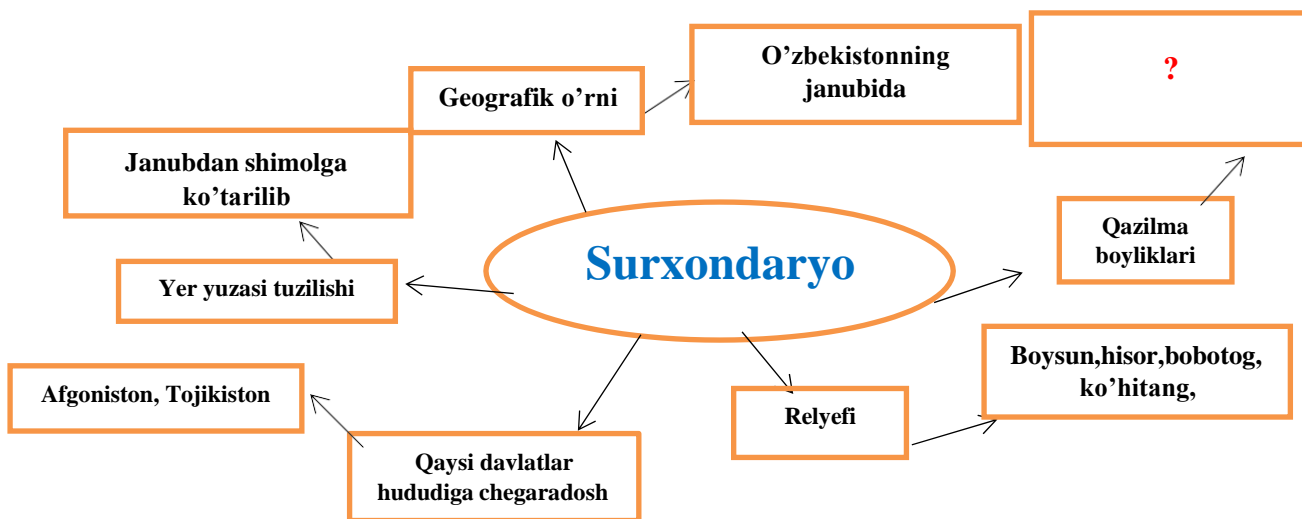 O’zbekistonning
janubida
?
Geografik o’rni
Janubdan shimolga
ko’tarilib
Qazilma
boyliklari
Surxondaryo
Yer yuzasi tuzilishi
Boysun,hisor,bobotog,
ko’hitang,
Afgoniston, Tojikiston
Relyefi
Qaysi davlatlar
hududiga chegaradosh